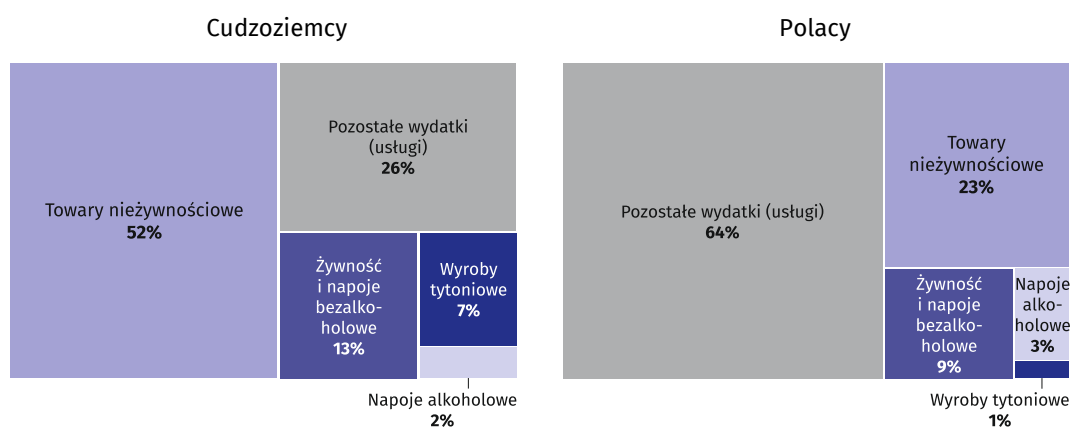 Cudzoziemcy
Towary nieżywnościowe
52%
Pozostałe wydatki
(usługi)
26%
Żywność
i napoje
bezalko-
holowe
13%
Wyroby
tytoniowe
7%
Napoje alkoholowe
2%
Polacy
Pozostałe wydatki (usługi)
64%
Towary
nieżywnościowe
23%
Żywność
i napoje
bezalko-
holowe
9%
Napoje
alko-
holowe
3%
Wyroby tytoniowe
1%